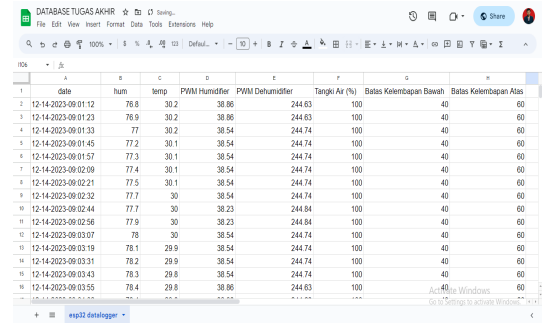 DATABASE TUGAS AKHIR Saving...
File Edit View Insert Format Data Tools Extensions Help
Share
100% $ % .0 .00 123 Defaul... - 10 + B I A
I106 fx
A B C D E F G H
1 date hum temp PWM Humidifier PWM Dehumidifier Tangki Air (%) Batas Kelembapan Bawah Batas Kelembapan Atas
2 12-14-2023-09:01:12 76.8 30.2 38.86 244.63 100 40 60
3 12-14-2023-09:01:23 76.9 30.2 38.86 244.63 100 40 60
4 12-14-2023-09:01:33 77 30.2 38.54 244.74 100 40 60
5 12-14-2023-09:01:45 77.2 30.1 38.54 244.74 100 40 60
6 12-14-2023-09:01:57 77.3 30.1 38.54 244.74 100 40 60
7 12-14-2023-09:02:09 77.4 30.1 38.54 244.74 100 40 60
8 12-14-2023-09:02:21 77.5 30.1 38.54 244.74 100 40 60
9 12-14-2023-09:02:32 77.7 30 38.54 244.74 100 40 60
10 12-14-2023-09:02:44 77.7 30 38.23 244.84 100 40 60
11 12-14-2023-09:02:56 77.9 30 38.23 244.84 100 40 60
12 12-14-2023-09:03:07 78 30 38.54 244.74 100 40 60
13 12-14-2023-09:03:19 78.1 29.9 38.54 244.74 100 40 60
14 12-14-2023-09:03:31 78.2 29.9 38.54 244.74 100 40 60
15 12-14-2023-09:03:43 78.3 29.8 38.54 244.74 100 40 60
16 12-14-2023-09:03:55 78.4 29.8 38.86 244.63 100 40 60
Activate Windows
Go to Settings to activate Windows.
esp32 datalogger